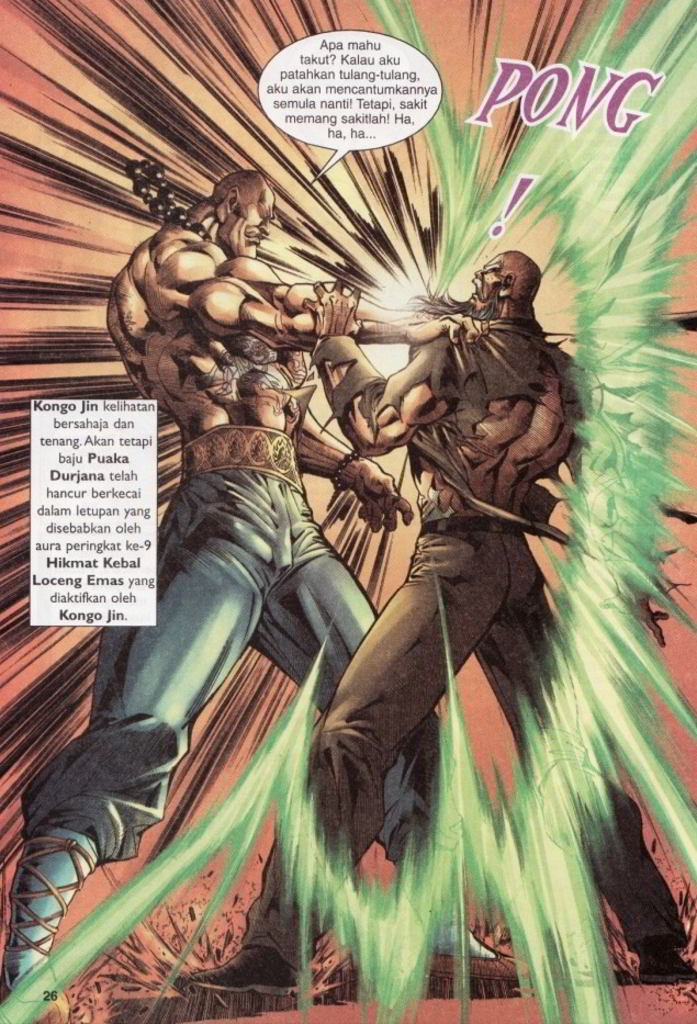 Apa mahu
takut? Kalau aku
patahkan tulang-tulang,
aku akan mencantumkannya
semula nanti! Tetapi, sakit
memang sakitlah! Ha,
ha, ha...
PONG
!
Kongo Jin kelihatan
bersahaja dan
tenang. Akan tetapi
baju Puaka
Durjana telah
hancur berkecai
dalam letupan yang
disebabkan oleh
aura peringkat ke-9
Hikmat Kebal
Loceng Emas yang
diaktifkan oleh
Kongo Jin.
26